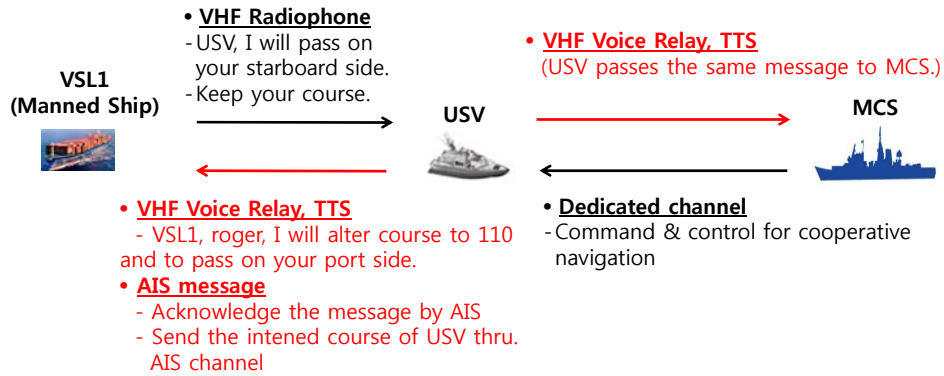 • VHF Radiophone
- USV, I will pass on
your starboard side.
- Keep your course.
• VHF Voice Relay, TTS
(USV passes the same message to MCS.)
VSL1
(Manned Ship)
USV
MCS
• VHF Voice Relay, TTS
- VSL1, roger, I will alter course to 110
and to pass on your port side.
• AIS message
- Acknowledge the message by AIS
- Send the intened course of USV thru.
AIS channel
• Dedicated channel
- Command & control for cooperative
navigation